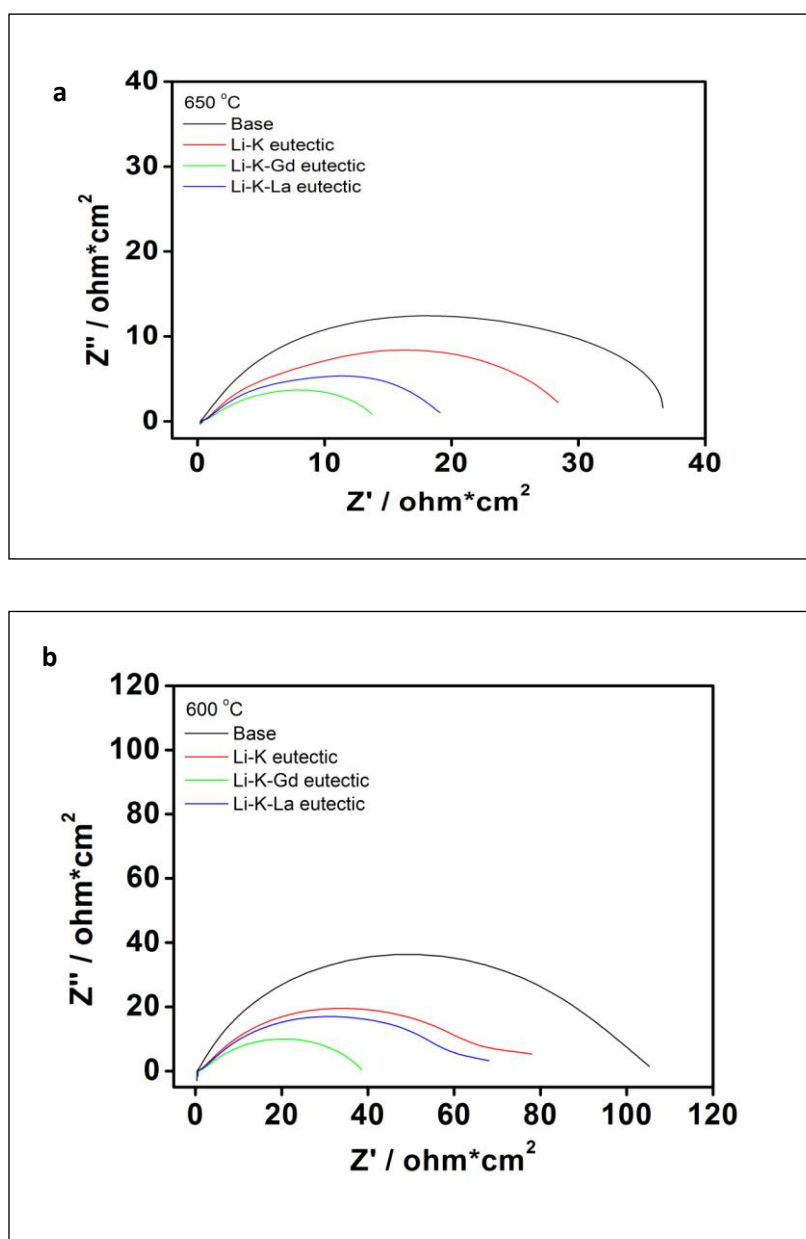 a
650 °C
Base
Li-K eutectic
Li-K-Gd eutectic
Li-K-La eutectic
40
30
20
10
0
Z'' / ohm*cm²
0 10 20 30 40
Z' / ohm*cm²
b
600 °C
Base
Li-K eutectic
Li-K-Gd eutectic
Li-K-La eutectic
120
100
80
60
40
20
0
Z'' / ohm*cm²
0 20 40 60 80 100 120
Z' / ohm*cm²